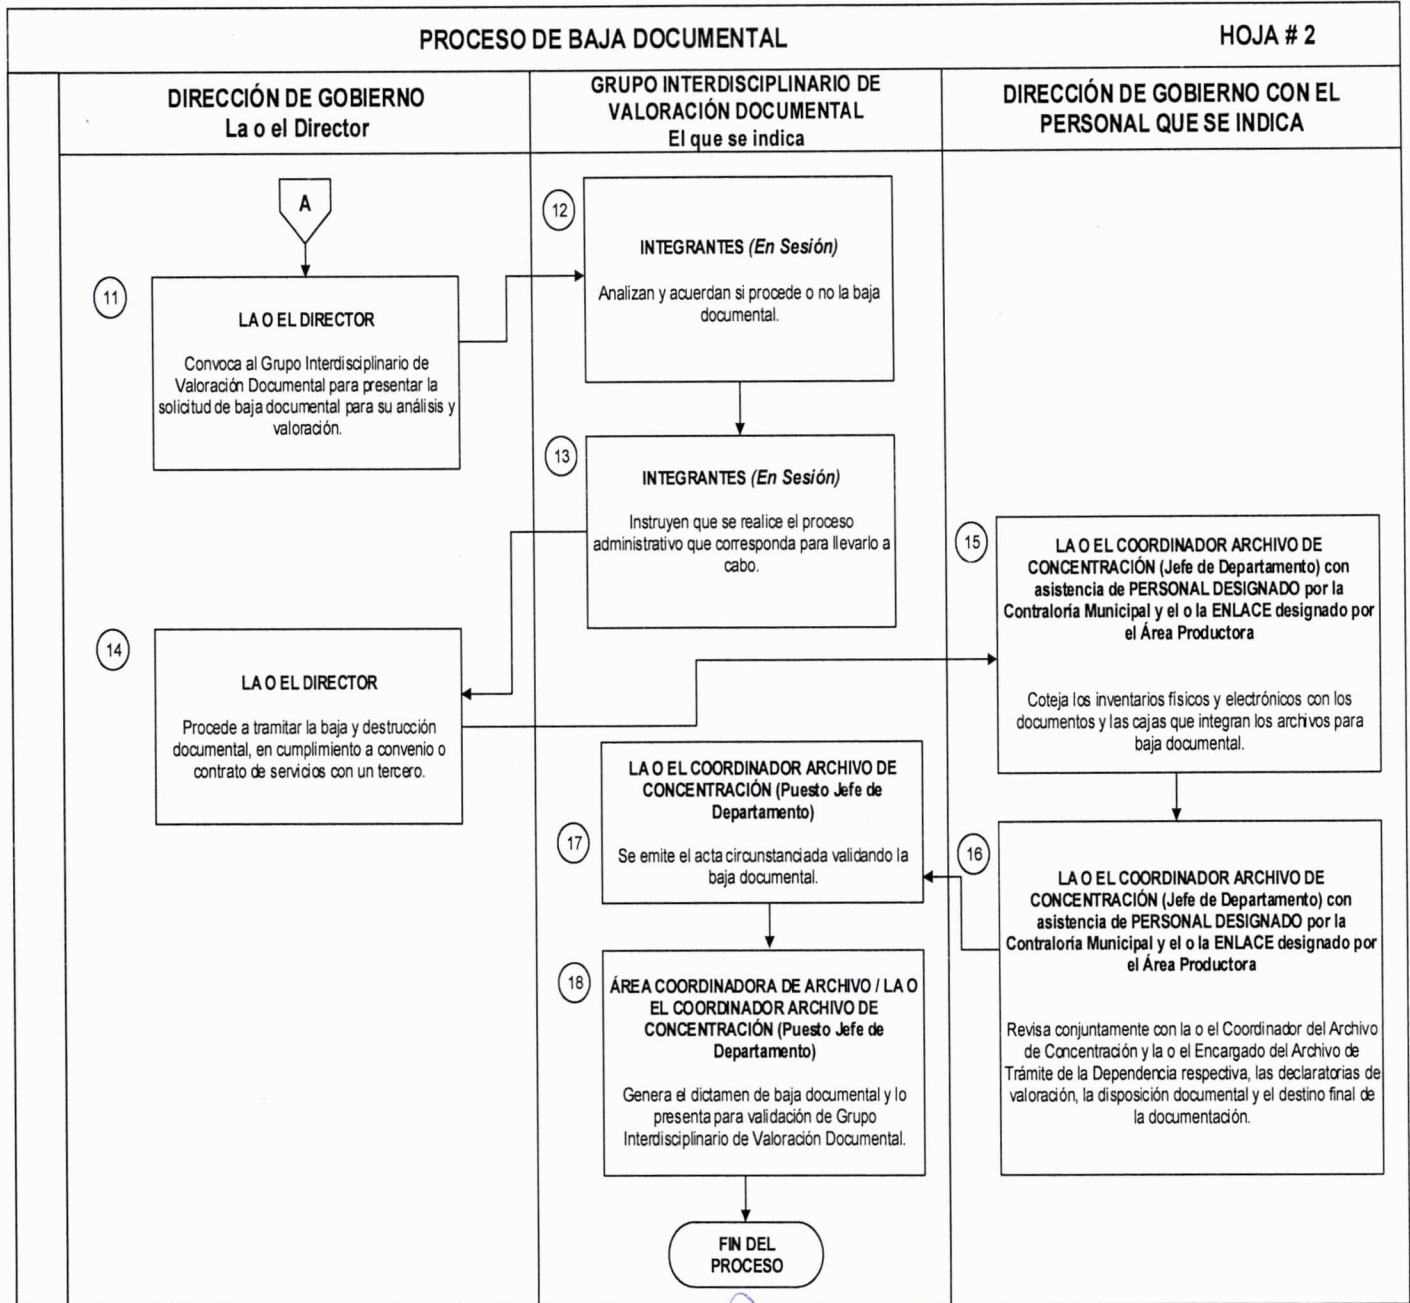 PROCESO DE BAJA DOCUMENTAL
HOJA # 2
DIRECCIÓN DE GOBIERNO
La o el Director
GRUPO INTERDISCIPLINARIO DE
VALORACIÓN DOCUMENTAL
El que se indica
DIRECCIÓN DE GOBIERNO CON EL
PERSONAL QUE SE INDICA
A
11
LA O EL DIRECTOR
Convoca al Grupo Interdisciplinario de
Valoración Documental para presentar la
solicitud de baja documental para su análisis y
valoración.
12
INTEGRANTES (En Sesión)
Analizan y acuerdan si procede o no la baja
documental.
13
INTEGRANTES (En Sesión)
Instruyen que se realice el proceso
administrativo que corresponda para llevarlo a
cabo.
14
LA O EL DIRECTOR
Procede a tramitar la baja y destrucción
documental, en cumplimiento a convenio o
contrato de servicios con un tercero.
15
LA O EL COORDINADOR ARCHIVO DE
CONCENTRACIÓN (Jefe de Departamento) con
asistencia de PERSONAL DESIGNADO por la
Contraloría Municipal y el o la ENLACE designado por
el Área Productora
Coteja los inventarios físicos y electrónicos con los
documentos y las cajas que integran los archivos para
baja documental.
16
LA O EL COORDINADOR ARCHIVO DE
CONCENTRACIÓN (Jefe de Departamento) con
asistencia de PERSONAL DESIGNADO por la
Contraloría Municipal y el o la ENLACE designado por
el Área Productora
Revisa conjuntamente con la o el Coordinador del Archivo
de Concentración y la o el Encargado del Archivo de
Trámite de la Dependencia respectiva, las declaratorias de
valoración, la disposición documental y el destino final de
la documentación.
17
LA O EL COORDINADOR ARCHIVO DE
CONCENTRACIÓN (Puesto Jefe de
Departamento)
Se emite el acta circunstanciada validando la
baja documental.
18
ÁREA COORDINADORA DE ARCHIVO / LA O
EL COORDINADOR ARCHIVO DE
CONCENTRACIÓN (Puesto Jefe de
Departamento)
Genera el dictamen de baja documental y lo
presenta para validación de Grupo
Interdisciplinario de Valoración Documental.
FIN DEL
PROCESO